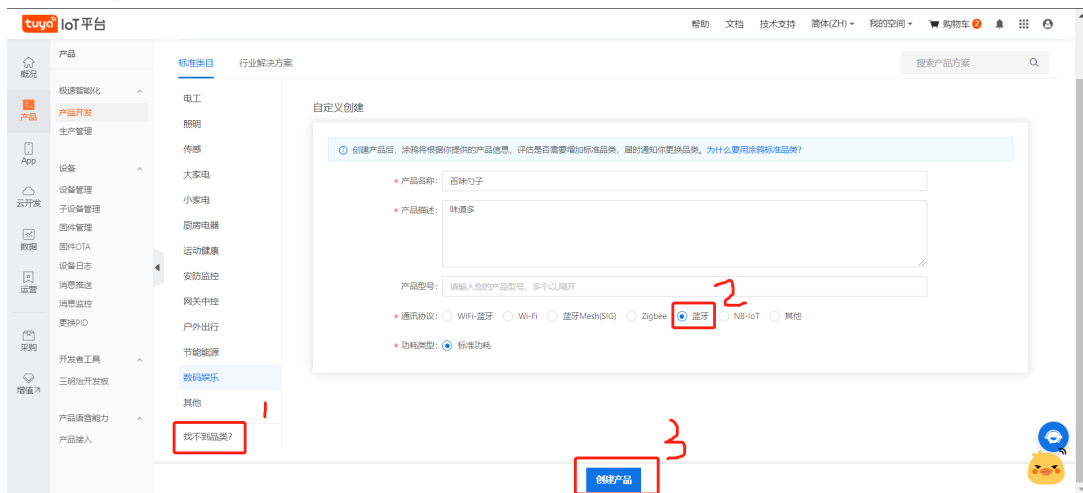 tuya IoT平台
帮助 文档 技术支持 简体(ZH) 我的空间 购物车 2
概况
产品
App
云开发
数据
运营
采购
增值
产品
极速智能化
产品开发
生产管理
设备
设备管理
子设备管理
固件管理
固件OTA
设备日志
消息推送
消息监控
更换PID
开发者工具
三明治开发板
产品语音能力
产品接入
标准类目 行业解决方案
搜索产品方案
电工
照明
传感
大家电
小家电
厨房电器
运动健康
安防监控
网关中控
户外出行
节能能源
数码娱乐
其他
1
找不到品类?
自定义创建
创建产品后，涂鸦将根据你提供的产品信息，评估是否需要增加标准品类，届时通知你更换品类。为什么要用涂鸦标准品类?
* 产品名称: 百味勺子
* 产品描述: 味道多
产品型号: 请输入您的产品型号，多个以,隔开
2
* 通讯协议: WiFi-蓝牙 Wi-Fi 蓝牙Mesh(SIG) Zigbee 蓝牙 NB-IoT 其他
* 功耗类型: 标准功耗
3
创建产品